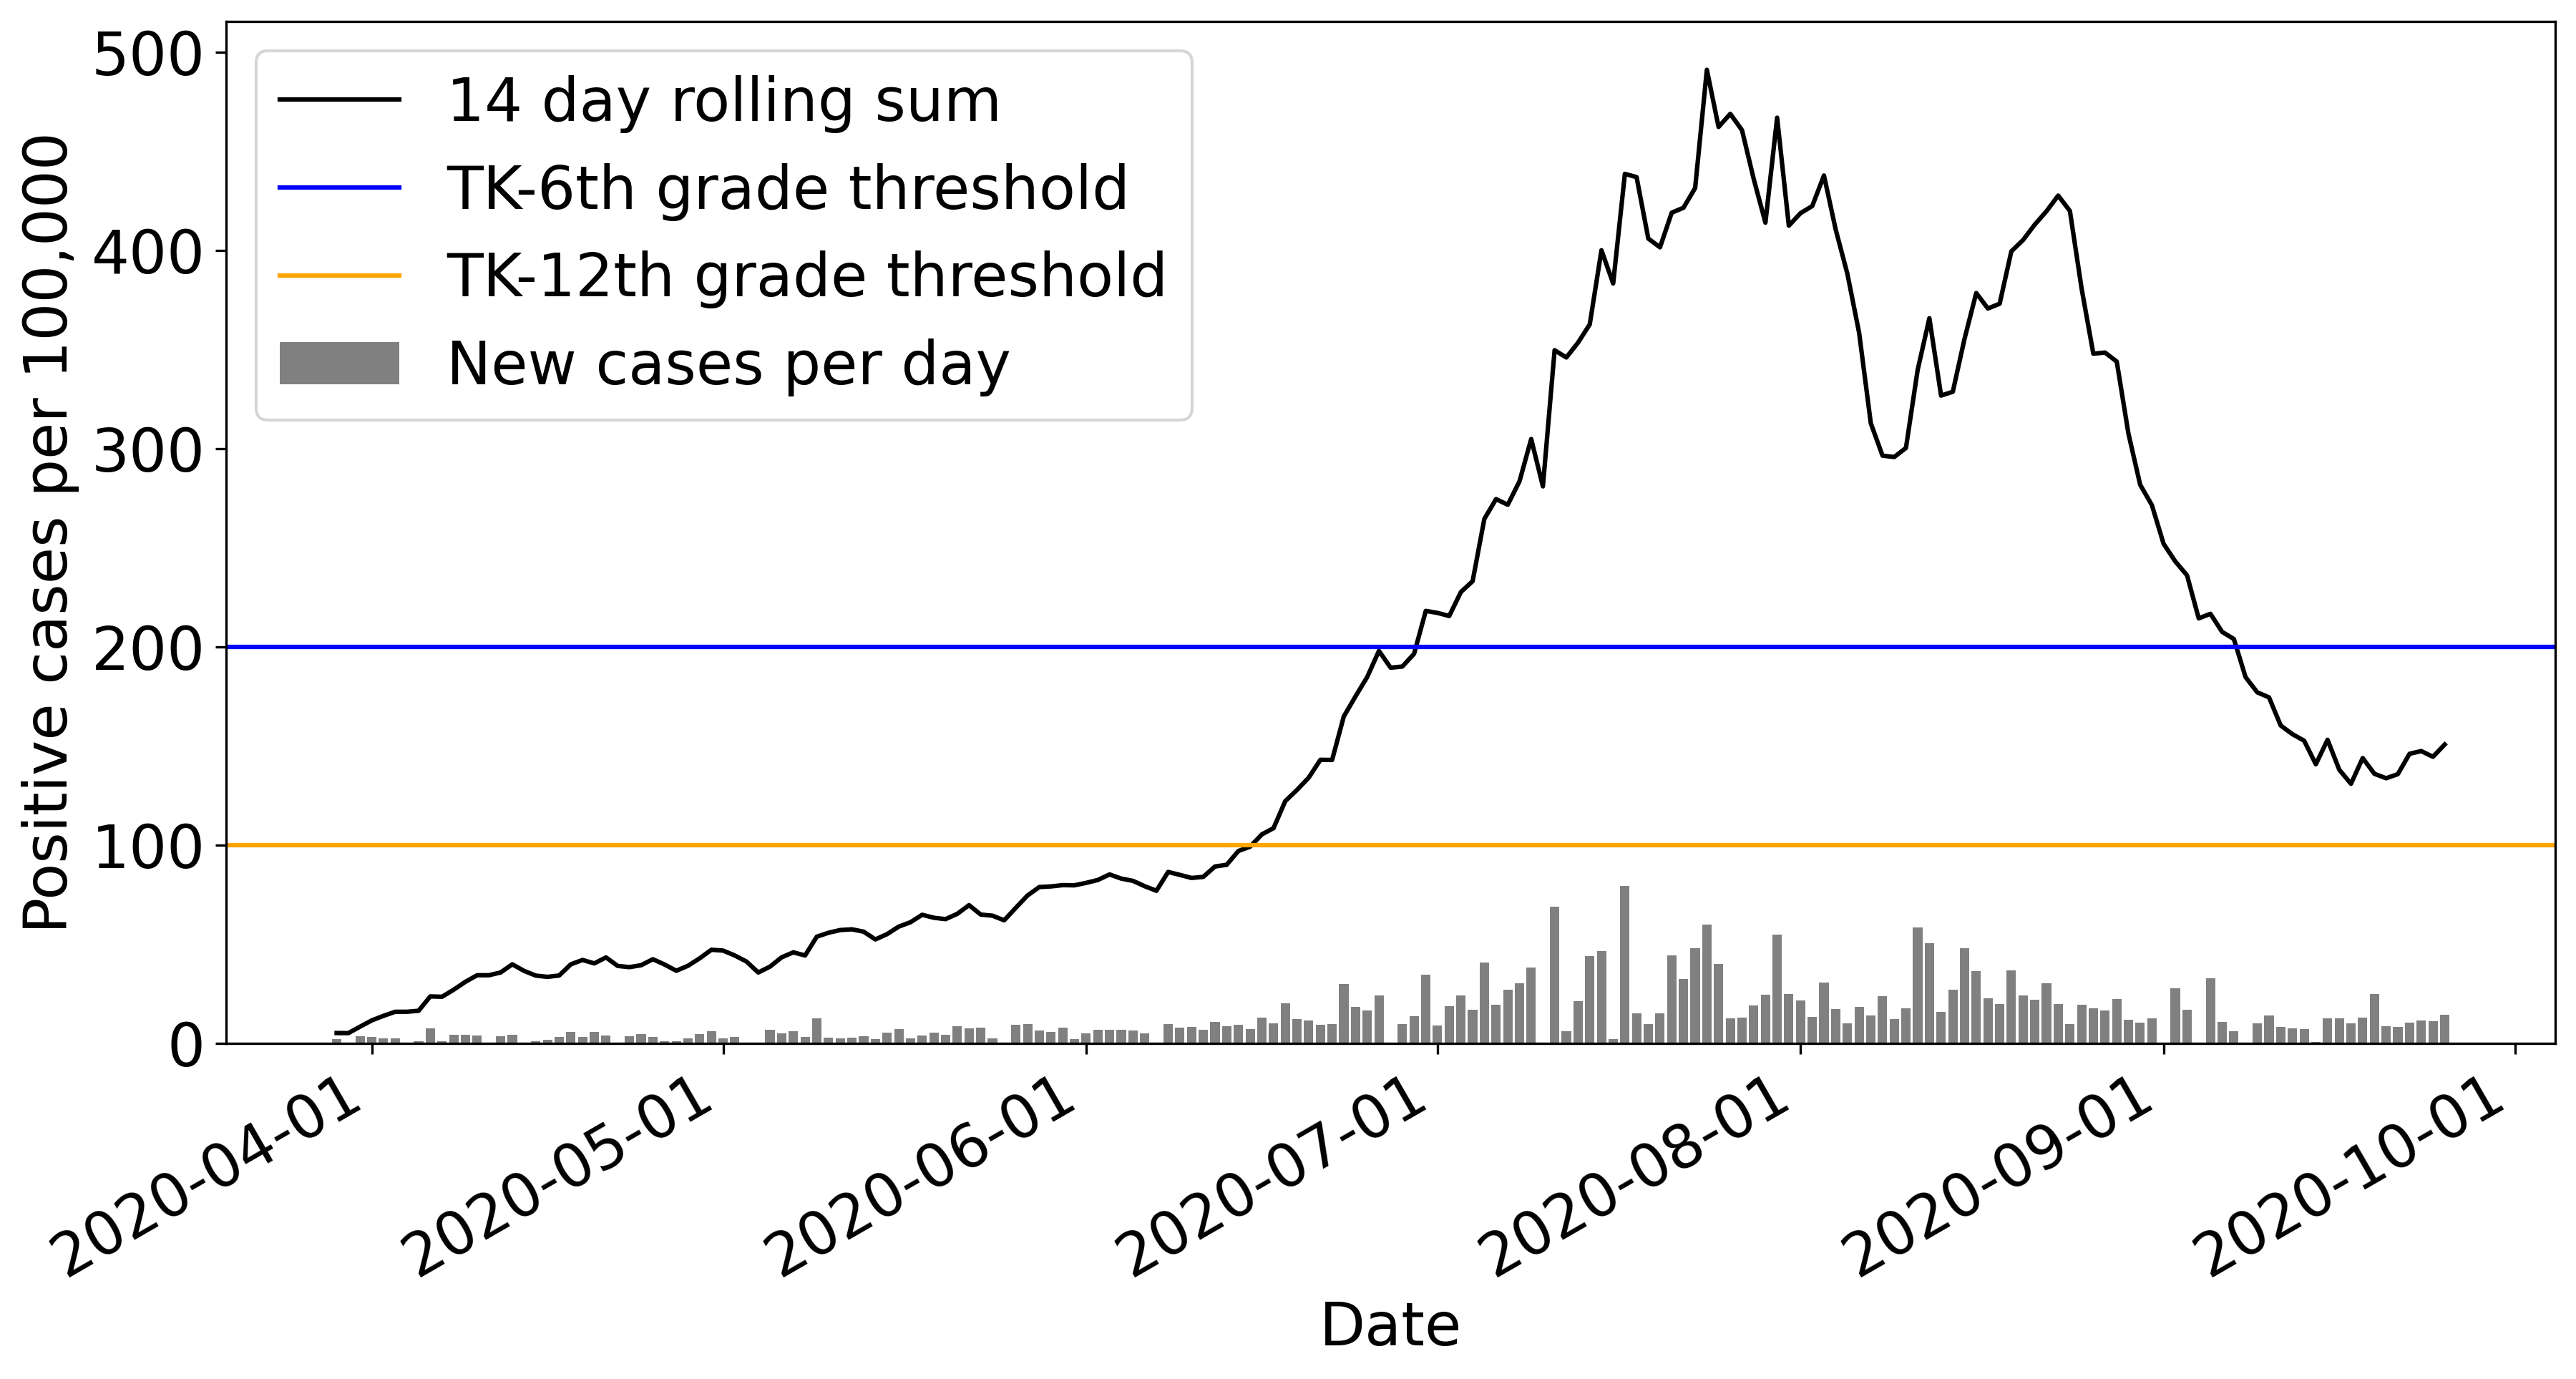 500
400
300
200
100
0
Positive cases per 100,000
14 day rolling sum
TK-6th grade threshold
TK-12th grade threshold
New cases per day
2020-04-01
2020-05-01
2020-06-01
2020-07-01
2020-08-01
2020-09-01
2020-10-01
Date